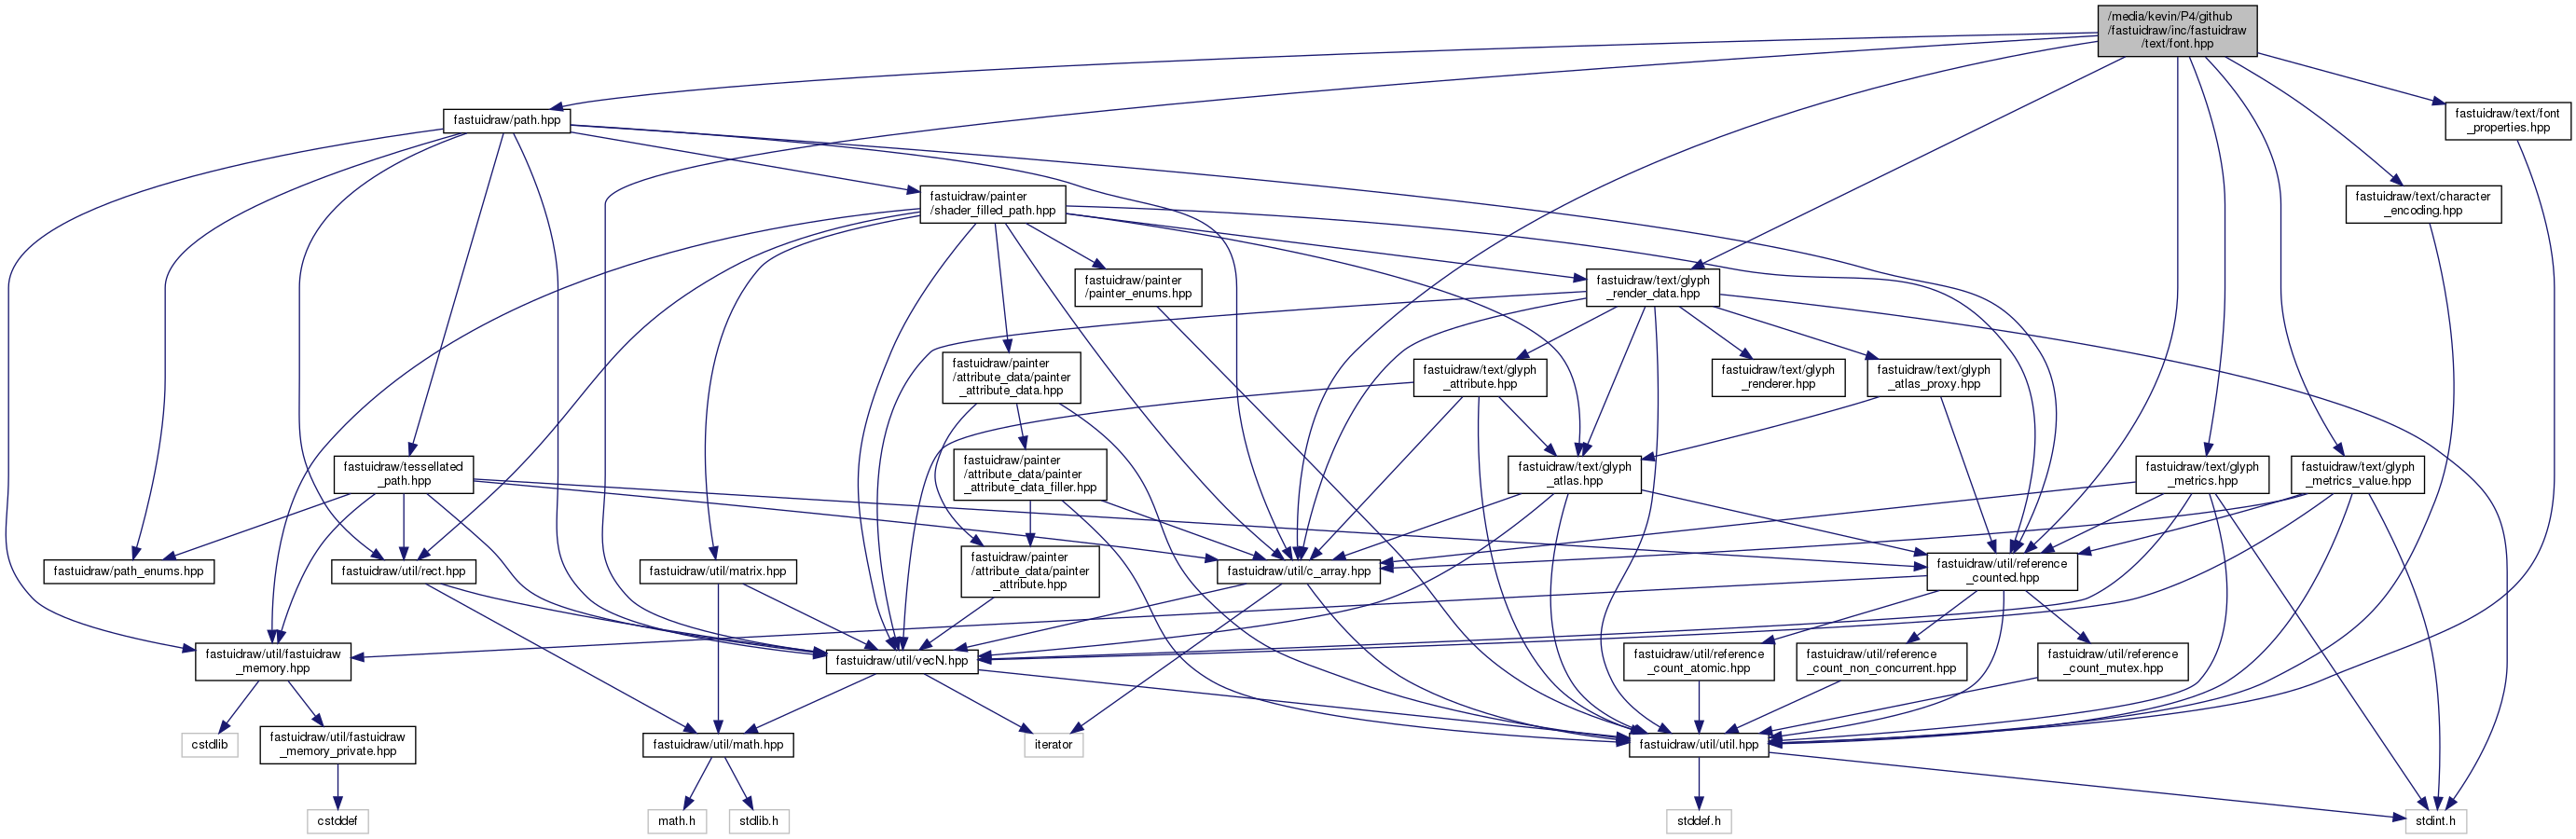 /media/kevin/P4/github
/fastuidraw/inc/fastuidraw
/text/font.hpp
fastuidraw/path.hpp
fastuidraw/text/font
_properties.hpp
fastuidraw/painter
/shader_filled_path.hpp
fastuidraw/text/character
_encoding.hpp
fastuidraw/painter
/painter_enums.hpp
fastuidraw/text/glyph
_render_data.hpp
fastuidraw/painter
/attribute_data/painter
_attribute_data.hpp
fastuidraw/text/glyph
_attribute.hpp
fastuidraw/text/glyph
_renderer.hpp
fastuidraw/text/glyph
_atlas_proxy.hpp
fastuidraw/tessellated
_path.hpp
fastuidraw/painter
/attribute_data/painter
_attribute_data_filler.hpp
fastuidraw/text/glyph
_atlas.hpp
fastuidraw/text/glyph
_metrics.hpp
fastuidraw/text/glyph
_metrics_value.hpp
fastuidraw/path_enums.hpp
fastuidraw/util/rect.hpp
fastuidraw/util/matrix.hpp
fastuidraw/painter
/attribute_data/painter
_attribute.hpp
fastuidraw/util/c_array.hpp
fastuidraw/util/reference
_counted.hpp
fastuidraw/util/fastuidraw
_memory.hpp
fastuidraw/util/vecN.hpp
fastuidraw/util/reference
_count_atomic.hpp
fastuidraw/util/reference
_count_non_concurrent.hpp
fastuidraw/util/reference
_count_mutex.hpp
cstdlib
fastuidraw/util/fastuidraw
_memory_private.hpp
fastuidraw/util/math.hpp
iterator
fastuidraw/util/util.hpp
cstddef
math.h
stdlib.h
stddef.h
stdint.h